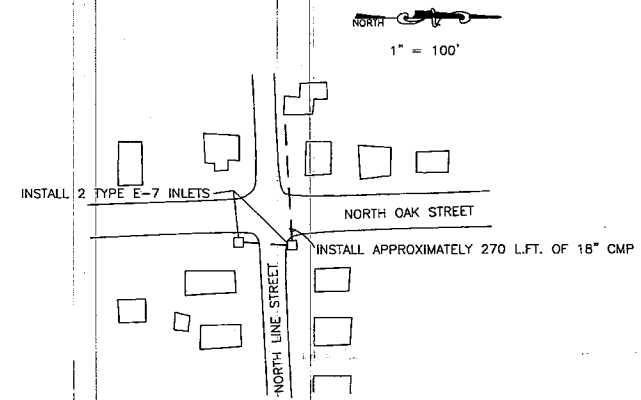 NORTH
1" = 100'
INSTALL 2 TYPE E-7 INLETS
NORTH OAK STREET
INSTALL APPROXIMATELY 270 L.FT. OF 18" CMP
NORTH LINE STREET